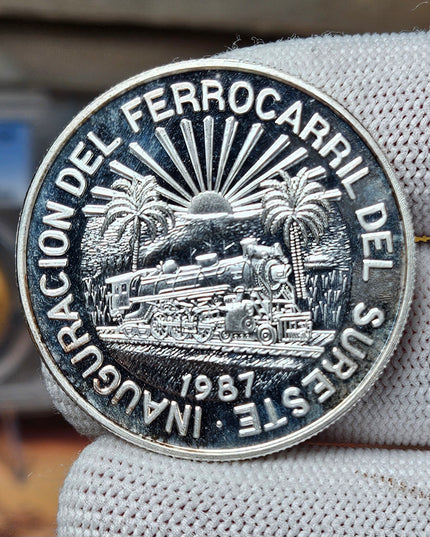 INAUGURACION DEL FERROCARRIL DEL SURESTE ·
1987